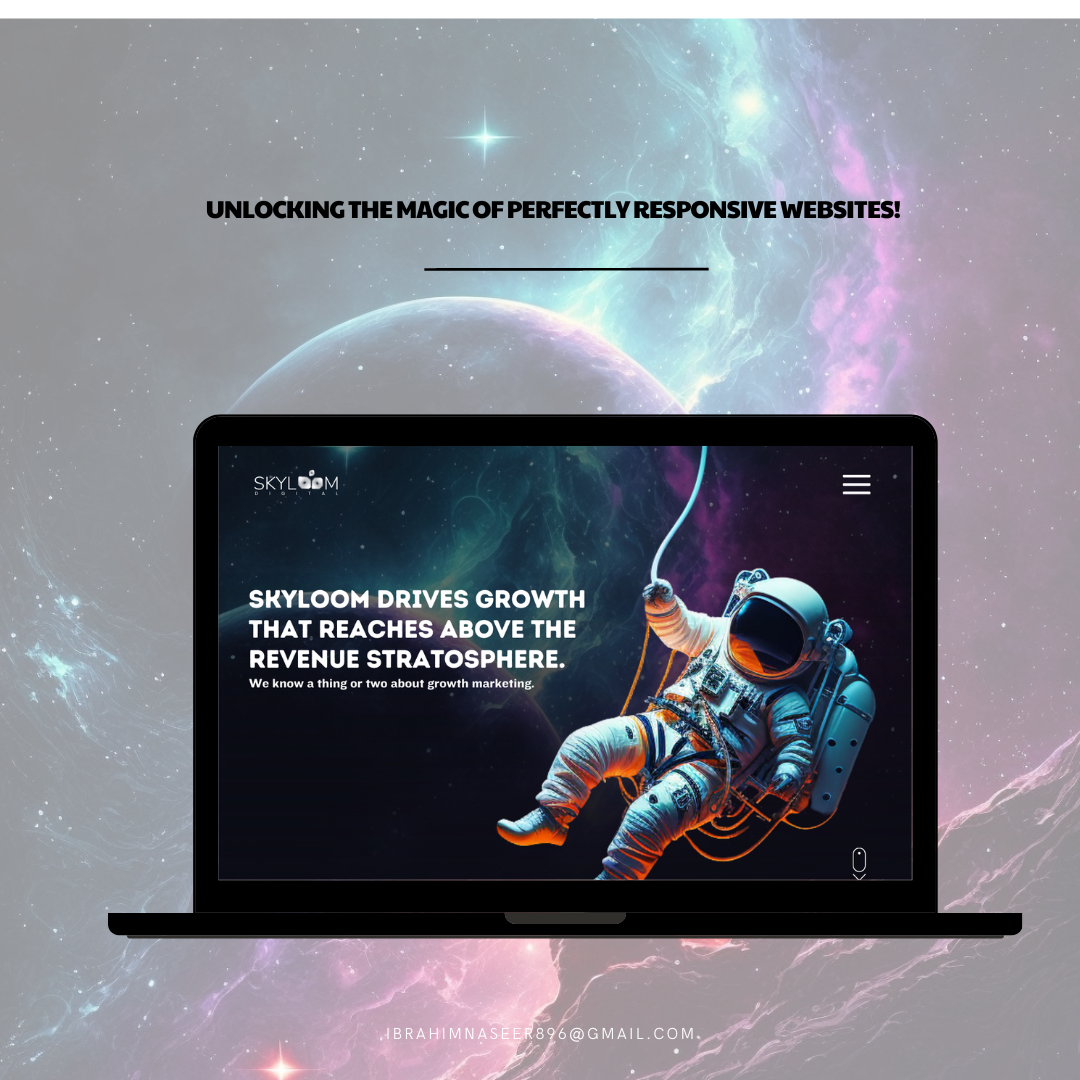 UNLOCKING THE MAGIC OF PERFECTLY RESPONSIVE WEBSITES!
SKYLOOM
DIGITAL
SKYLOOM DRIVES GROWTH
THAT REACHES ABOVE THE
REVENUE STRATOSPHERE.
We know a thing or two about growth marketing.
IBRAHIMNASEER896@GMAIL.COM